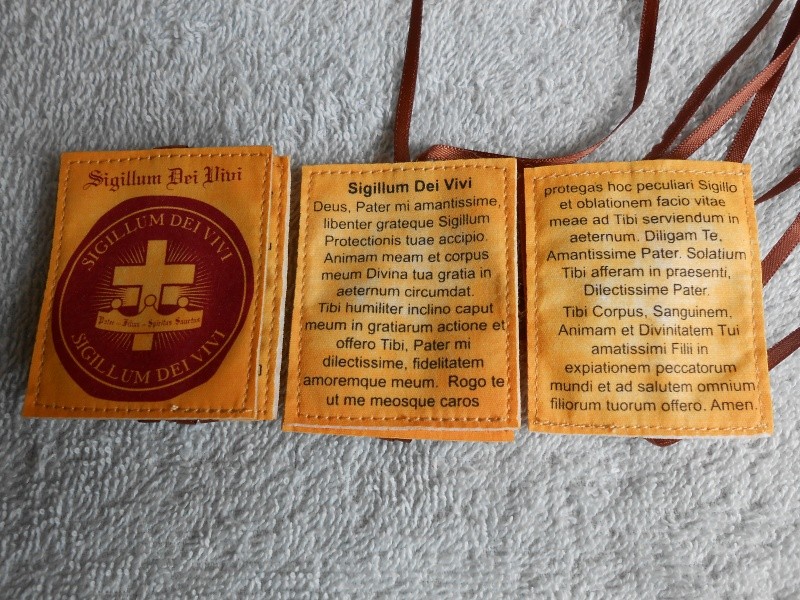 Sigillum Dei Vivi
SIGILLUM DEI VIVI
Pater – Filius – Spiritus Sanctus
SIGILLUM DEI VIVI
Sigillum Dei Vivi
Deus, Pater mi amantissime,
libenter grateque Sigillum
Protectionis tuae accipio.
Animam meam et corpus
meum Divina tua gratia in
aeternum circumdat.
Tibi humiliter inclino caput
meum in gratiarum actione et
offero Tibi, Pater mi
dilectissime, fidelitatem
amoremque meum. Rogo te
ut me meosque caros
protegas hoc peculiari Sigillo
et oblationem facio vitae
meae ad Tibi serviendum in
aeternum. Diligam Te,
Amantissime Pater. Solatium
Tibi afferam in praesenti,
Dilectissime Pater.
Tibi Corpus, Sanguinem,
Animam et Divinitatem Tui
amatissimi Filii in
expiationem peccatorum
mundi et ad salutem omnium
filiorum tuorum offero. Amen.